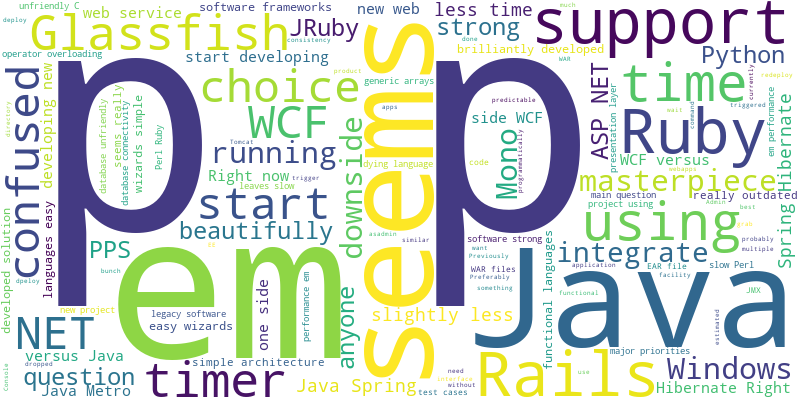 unfriendly C
software frameworks
new web
less time
support
deploy
web service
JRuby
strong
much
Glassfish
consistency
done
brilliantly developed
Python
operator overloading
start developing
WAR
ASP NET
redeploy
confused
developing new
p
product
seems
p
generic arrays
time
presentation layer
currently
choice
apps
predictable
triggered
Hibernate
database unfriendly
database connectivity
wizards simple
seems really
Perl Ruby
WCF
side WCF
Ruby
wait
command
em performance
Tomcat
trigger
code
Mono
programmatically
WCF versus
webapps
running
dying language
directory
Right now
masterpiece
languages easy
leaves slow
downside
main question
really outdated
start
using
project using
Admin
best
Spring Hibernate
grab
beautifully
asadmin
similar
software strong
probably
multiple
developed solution
PPS
em
want
Previously
integrate
EAR file
slow Perl
bunch
WAR files
Preferably
something
application
facility
JMX
dpeloy
new project
one side
performance em
anyone
Java
functional languages
functional
estimated
legacy software
slightly less
NET
easy wizards
versus Java
simple architecture
need
interface
without
major priorities
Windows
Console
question
dropped
timer
Java Spring
Rails
Java Metro
test cases
use
Hibernate Right